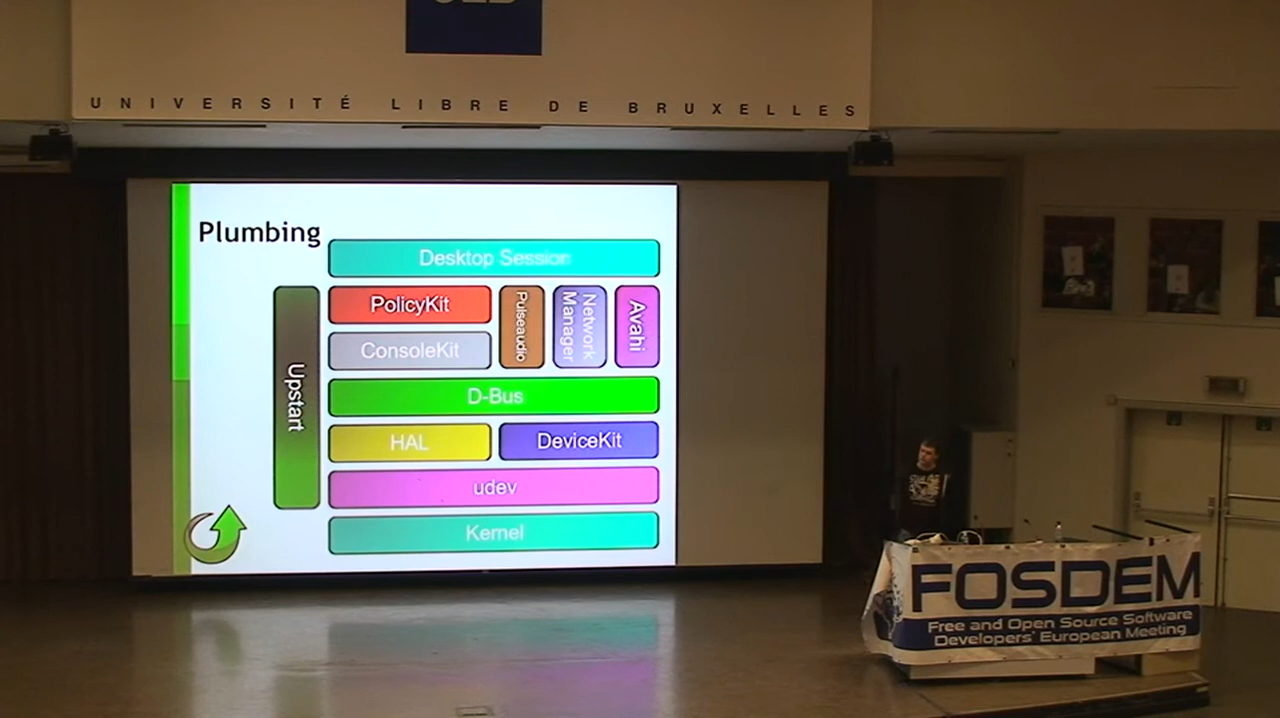 UNIVERSITÉ LIBRE DE BRUXELLES
Plumbing
Desktop Session
PolicyKit
Pulseaudio
Network
Manager
Avahi
ConsoleKit
Upstart
D-Bus
HAL
DeviceKit
udev
Kernel
FOSDEM
Free and Open Source Software
Developers' European Meeting